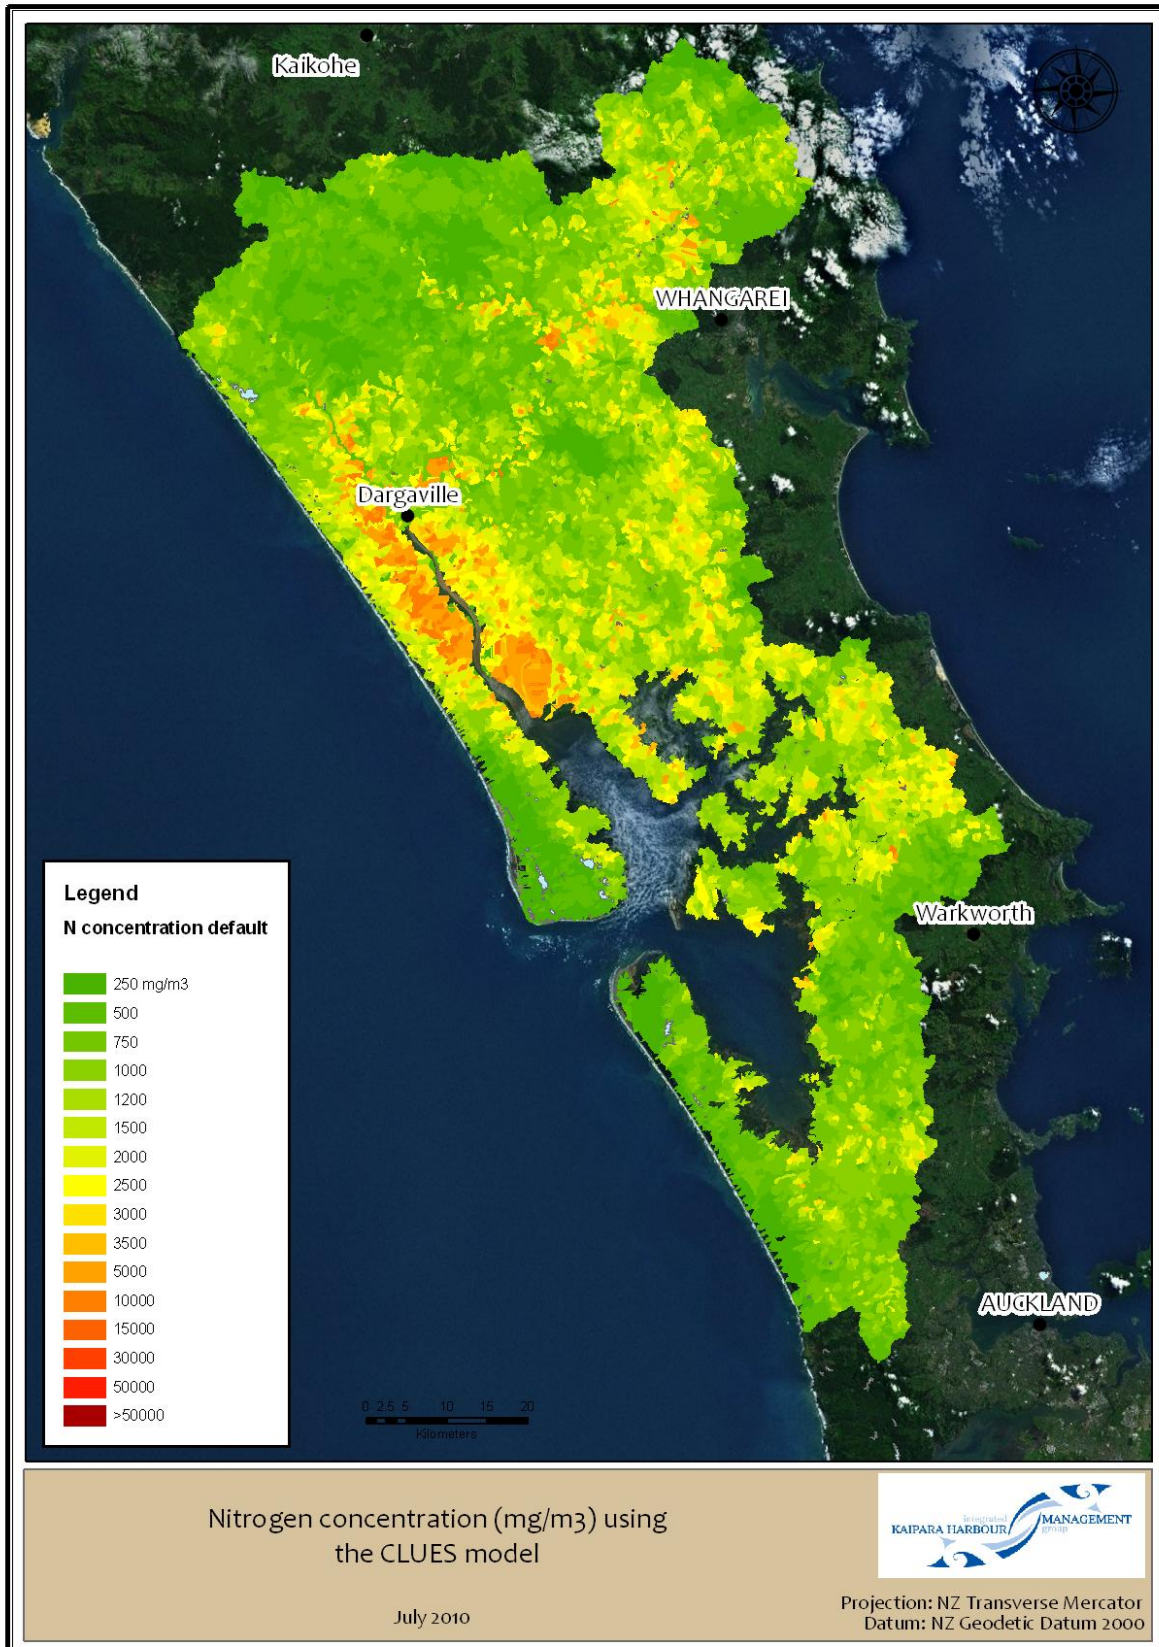 Kaikohe
WHANGAREI
Dargaville
Warkworth
AUCKLAND
Legend
N concentration default
250 mg/m3
500
750
1000
1200
1500
2000
2500
3000
3500
5000
10000
15000
30000
50000
>50000
0 2.5 5 10 15 20
Kilometers
Nitrogen concentration (mg/m3) using
the CLUES model
July 2010
integrated
KAIPARA HARBOUR MANAGEMENT
group
Projection: NZ Transverse Mercator
Datum: NZ Geodetic Datum 2000